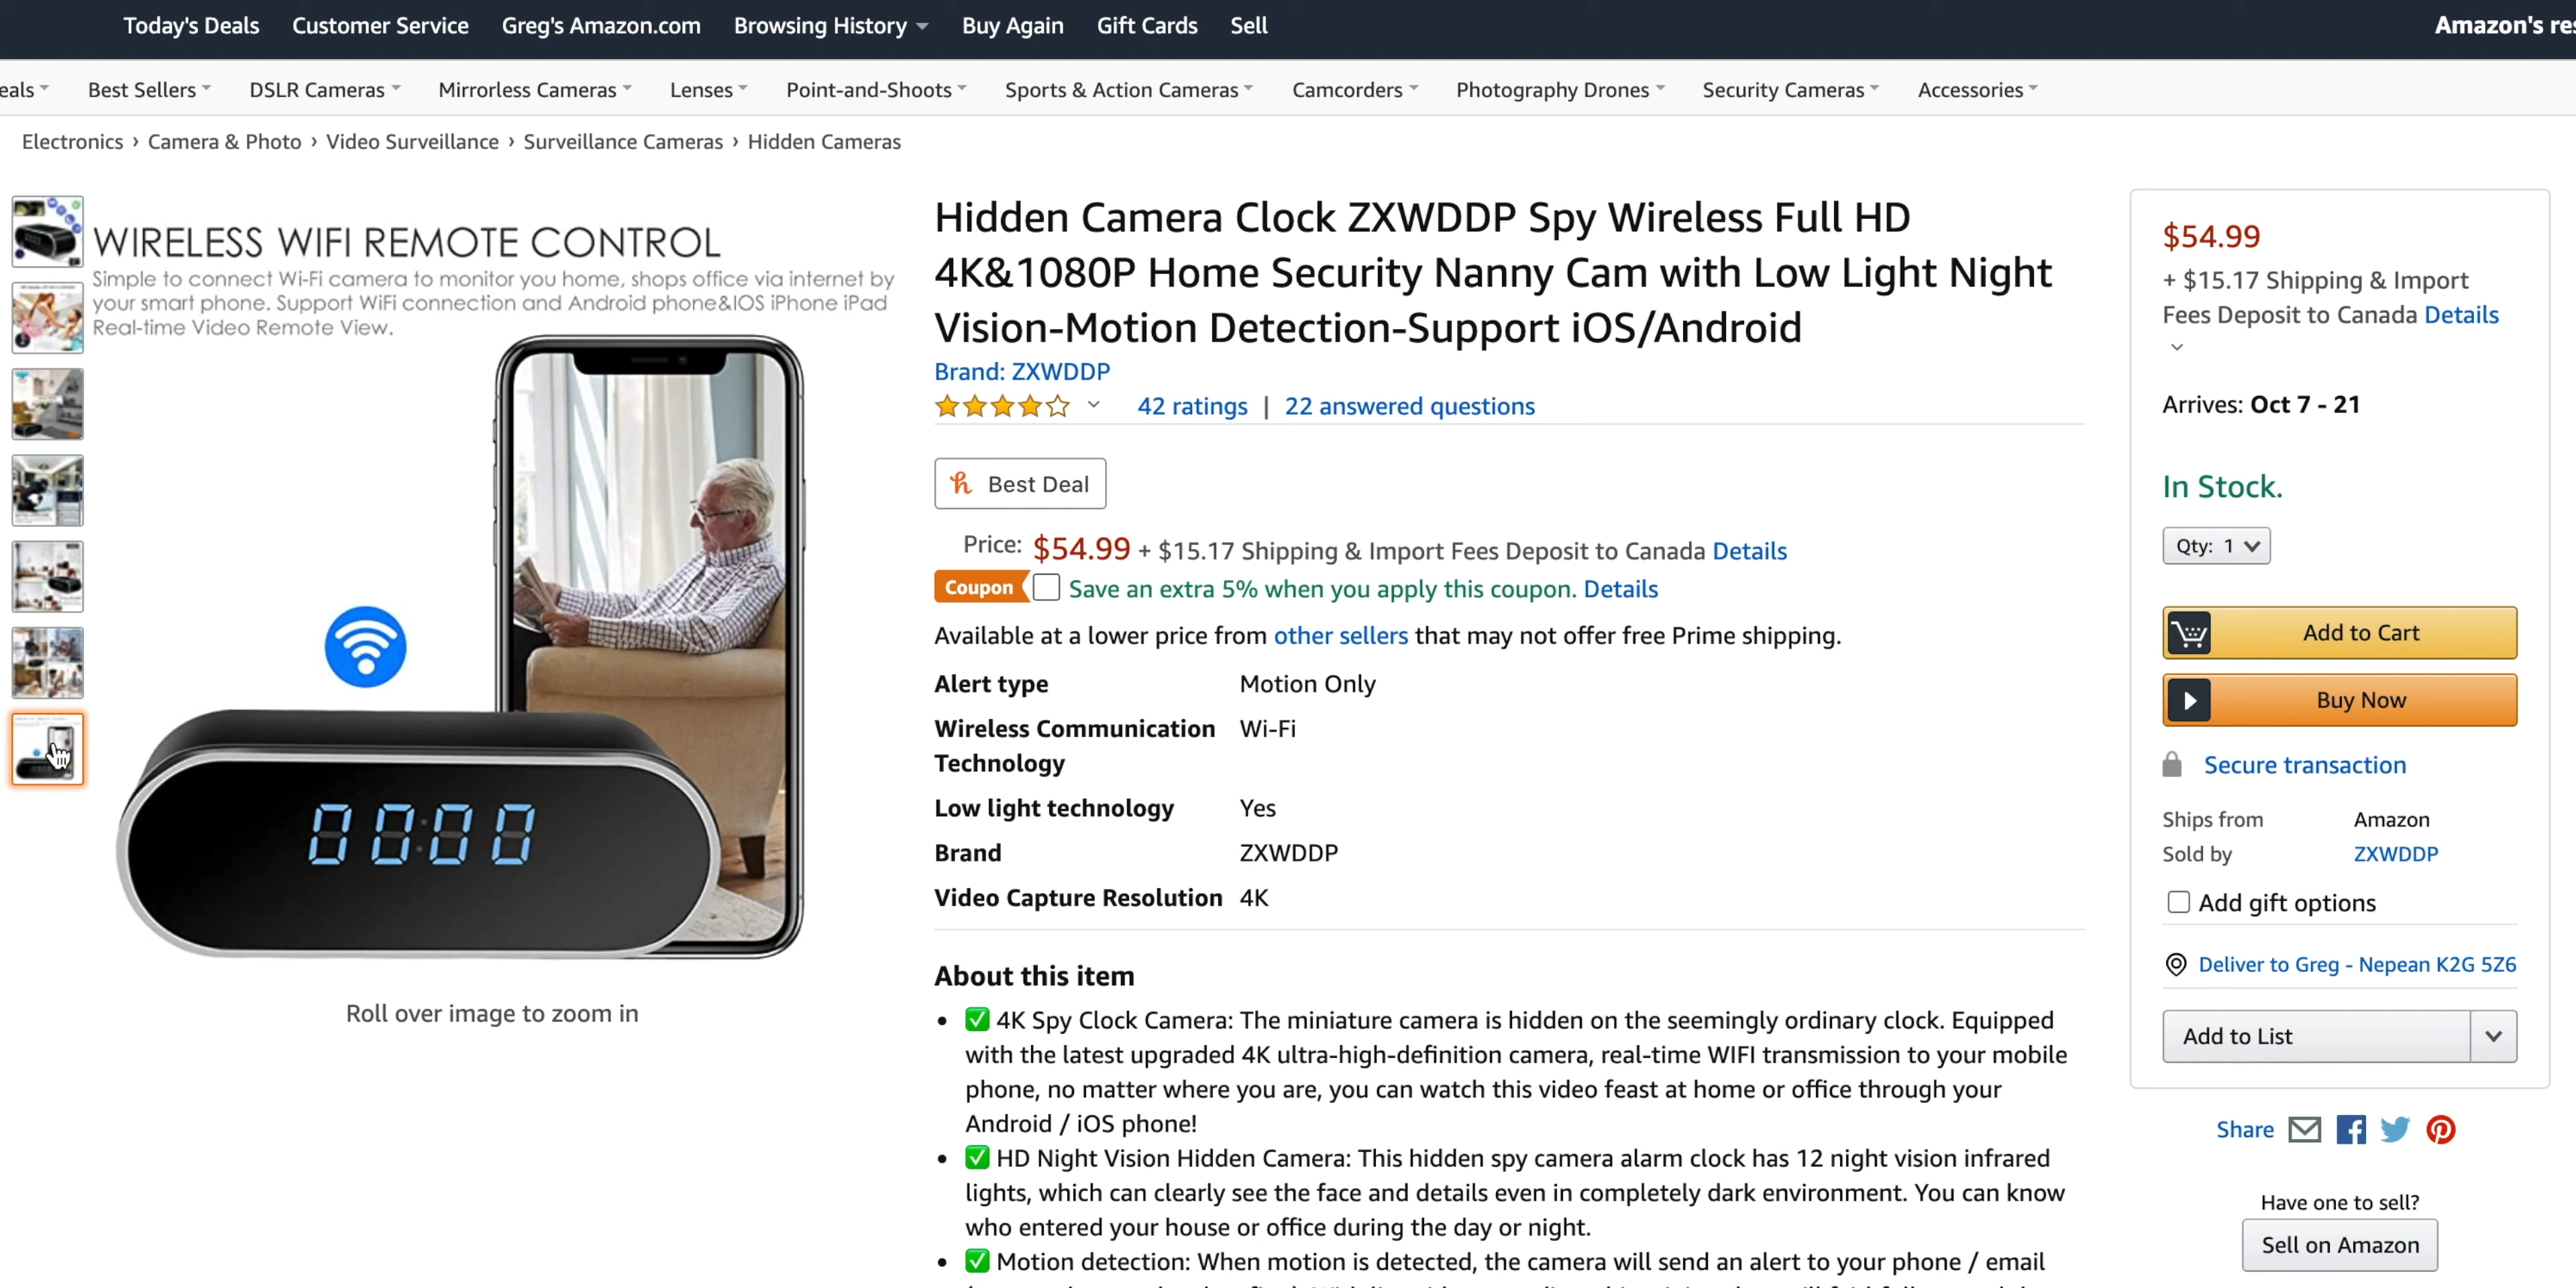 Today's Deals Customer Service Greg's Amazon.com Browsing History Buy Again Gift Cards Sell
Amazon's
eals Best Sellers DSLR Cameras Mirrorless Cameras Lenses Point-and-Shoots Sports & Action Cameras Camcorders Photography Drones Security Cameras Accessories
Electronics › Camera & Photo › Video Surveillance › Surveillance Cameras › Hidden Cameras
WIRELESS WIFI REMOTE CONTROL
Simple to connect Wi-Fi camera to monitor you home, shops office via internet by
your smart phone. Support WiFi connection and Android phone&IOS iPhone iPad
Real-time Video Remote View.
00:00
Roll over image to zoom in
Hidden Camera Clock ZXWDDP Spy Wireless Full HD
4K&1080P Home Security Nanny Cam with Low Light Night
Vision-Motion Detection-Support iOS/Android
Brand: ZXWDDP
42 ratings | 22 answered questions
Best Deal
Price: $54.99 + $15.17 Shipping & Import Fees Deposit to Canada Details
Coupon Save an extra 5% when you apply this coupon. Details
Available at a lower price from other sellers that may not offer free Prime shipping.
Alert type Motion Only
Wireless Communication Wi-Fi
Technology
Low light technology Yes
Brand ZXWDDP
Video Capture Resolution 4K
About this item
• ✅ 4K Spy Clock Camera: The miniature camera is hidden on the seemingly ordinary clock. Equipped
with the latest upgraded 4K ultra-high-definition camera, real-time WIFI transmission to your mobile
phone, no matter where you are, you can watch this video feast at home or office through your
Android / iOS phone!
• ✅ HD Night Vision Hidden Camera: This hidden spy camera alarm clock has 12 night vision infrared
lights, which can clearly see the face and details even in completely dark environment. You can know
who entered your house or office during the day or night.
• ✅ Motion detection: When motion is detected, the camera will send an alert to your phone / email
$54.99
+ $15.17 Shipping & Import
Fees Deposit to Canada Details
Arrives: Oct 7 - 21
In Stock.
Qty: 1
Add to Cart
Buy Now
Secure transaction
Ships from Amazon
Sold by ZXWDDP
Add gift options
Deliver to Greg - Nepean K2G 5Z6
Add to List
Share
Have one to sell?
Sell on Amazon